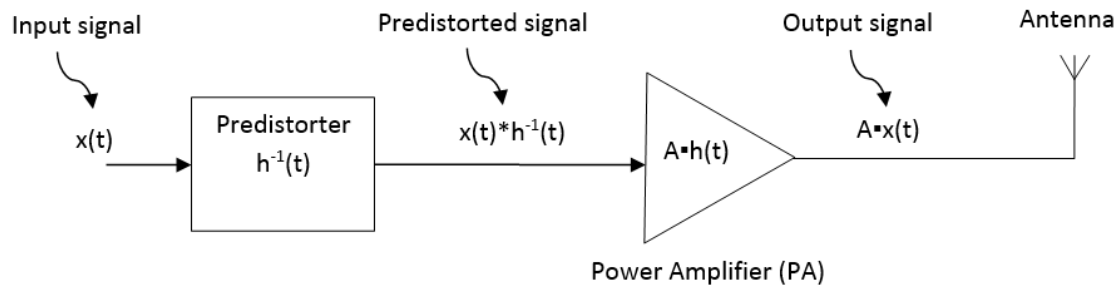 Input signal
Predistorted signal
Output signal
Antenna
x(t)
Predistorter
h⁻¹(t)
x(t)*h⁻¹(t)
A▪h(t)
A▪x(t)
Power Amplifier (PA)